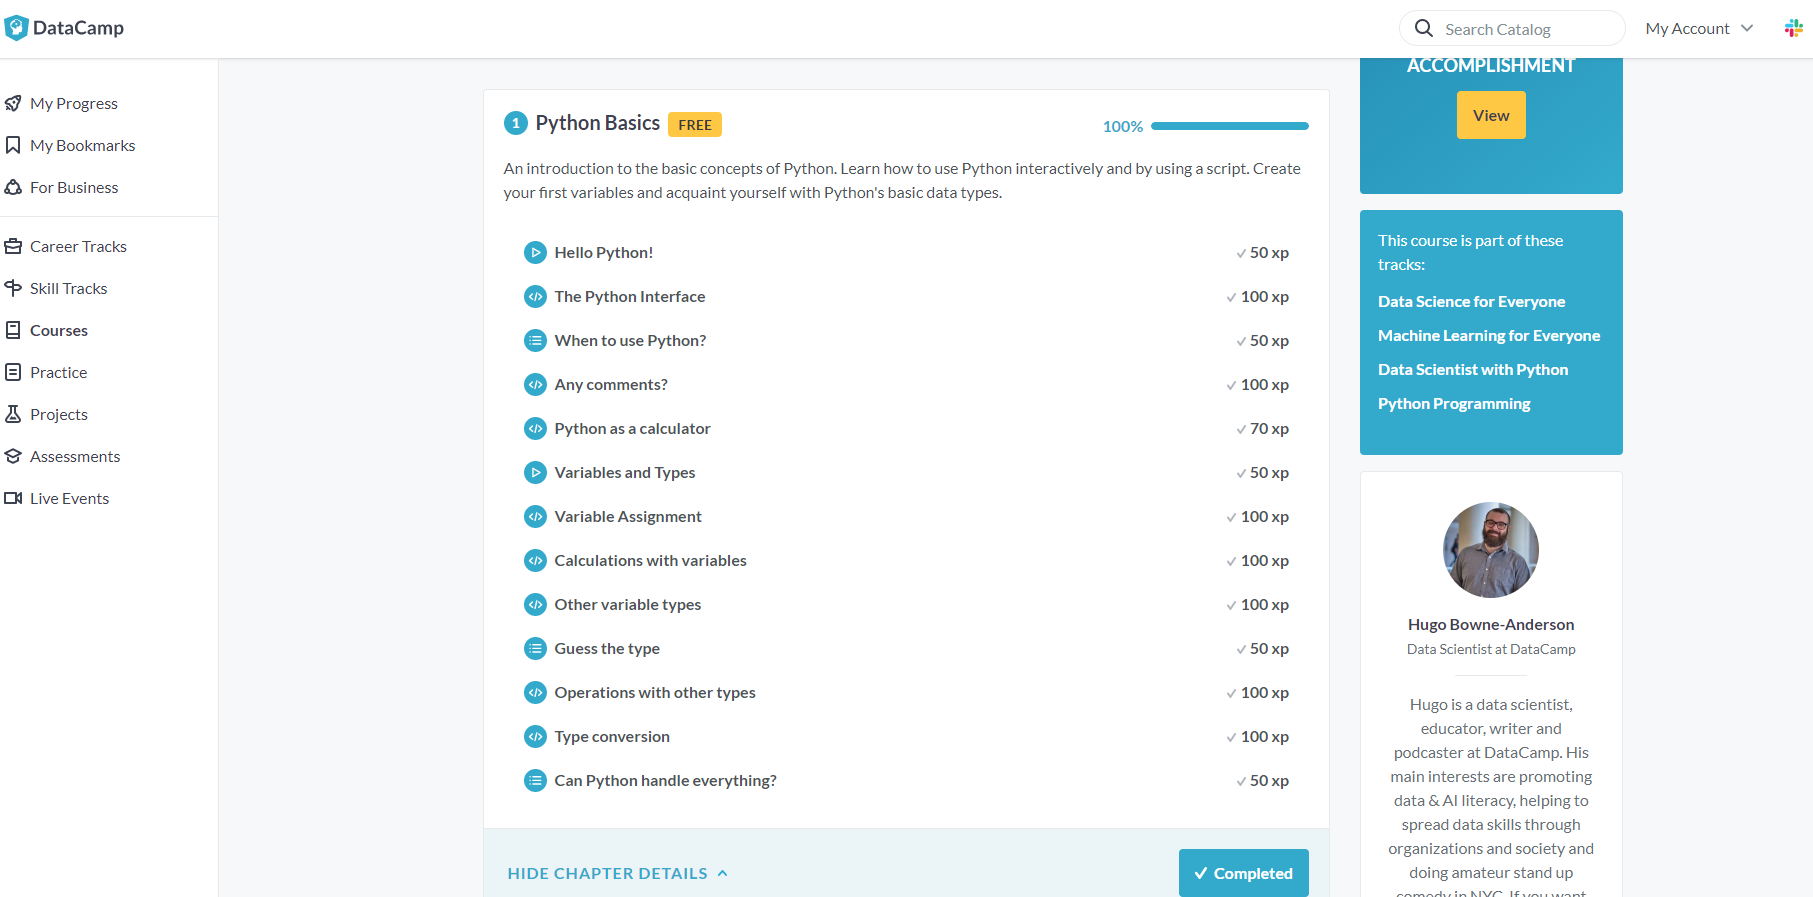 DataCamp
Search Catalog
My Account
My Progress
My Bookmarks
For Business
Career Tracks
Skill Tracks
Courses
Practice
Projects
Assessments
Live Events
1 Python Basics FREE
100%
An introduction to the basic concepts of Python. Learn how to use Python interactively and by using a script. Create
your first variables and acquaint yourself with Python's basic data types.
Hello Python! 50 xp
The Python Interface 100 xp
When to use Python? 50 xp
Any comments? 100 xp
Python as a calculator 70 xp
Variables and Types 50 xp
Variable Assignment 100 xp
Calculations with variables 100 xp
Other variable types 100 xp
Guess the type 50 xp
Operations with other types 100 xp
Type conversion 100 xp
Can Python handle everything? 50 xp
HIDE CHAPTER DETAILS
Completed
ACCOMPLISHMENT
View
This course is part of these
tracks:
Data Science for Everyone
Machine Learning for Everyone
Data Scientist with Python
Python Programming
Hugo Bowne-Anderson
Data Scientist at DataCamp
Hugo is a data scientist,
educator, writer and
podcaster at DataCamp. His
main interests are promoting
data & AI literacy, helping to
spread data skills through
organizations and society and
doing amateur stand up
comedy in NYC. If you want